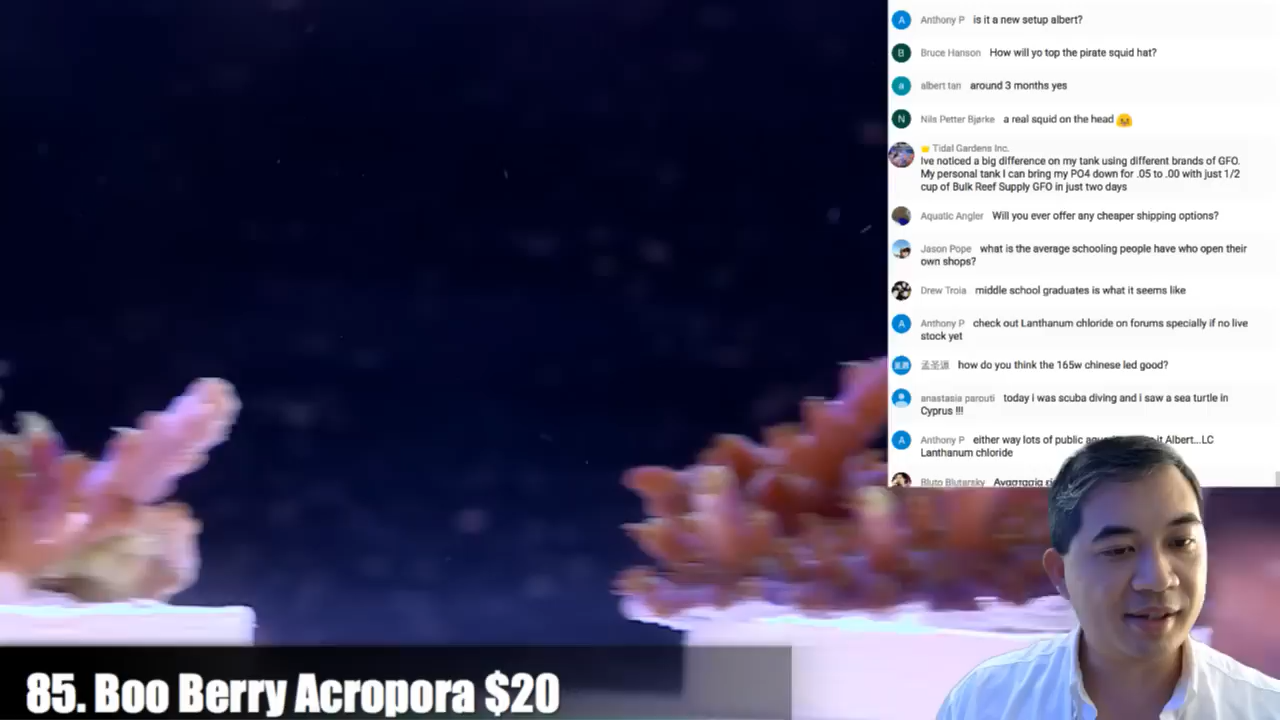 A Anthony P is it a new setup albert?
B Bruce Hanson How will yo top the pirate squid hat?
a albert tan around 3 months yes
N Nils Petter Bjørke a real squid on the head
Tidal Gardens Inc.
Ive noticed a big difference on my tank using different brands of GFO.
My personal tank I can bring my PO4 down for .05 to .00 with just 1/2
cup of Bulk Reef Supply GFO in just two days
Aquatic Angler Will you ever offer any cheaper shipping options?
Jason Pope what is the average schooling people have who open their
own shops?
Drew Troia middle school graduates is what it seems like
A Anthony P check out Lanthanum chloride on forums specially if no live
stock yet
孟圣道 how do you think the 165w chinese led good?
anastasia parouti today i was scuba diving and i saw a sea turtle in
Cyprus !!!
A Anthony P either way lots of public it Albert...LC
Lanthanum chloride
Bluto Blutarsky Αναστασία
85. Boo Berry Acropora $20